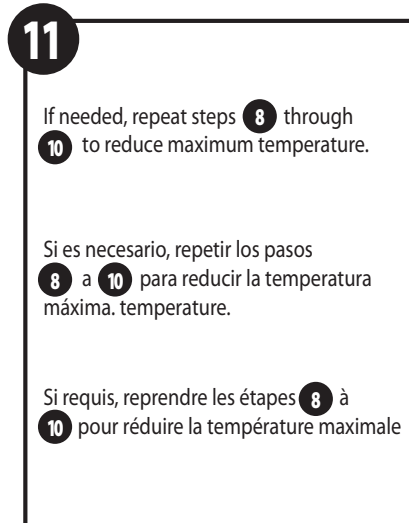 11
If needed, repeat steps 8 through
10 to reduce maximum temperature.
Si es necesario, repetir los pasos
8 a 10 para reducir la temperatura
máxima. temperature.
Si requis, reprendre les étapes 8 à
10 pour réduire la température maximale